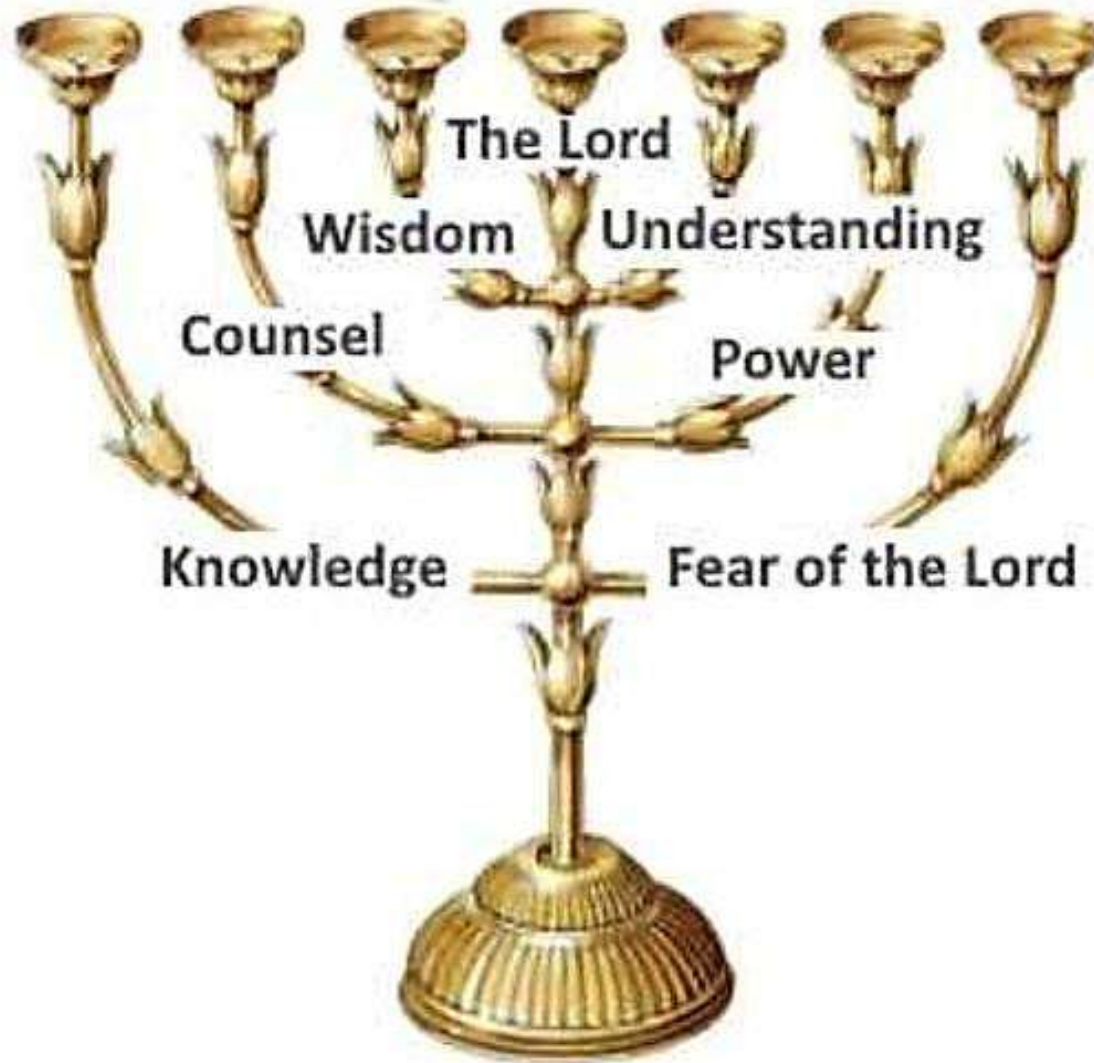 The Lord
Wisdom Understanding
Counsel
Power
Knowledge Fear of the Lord